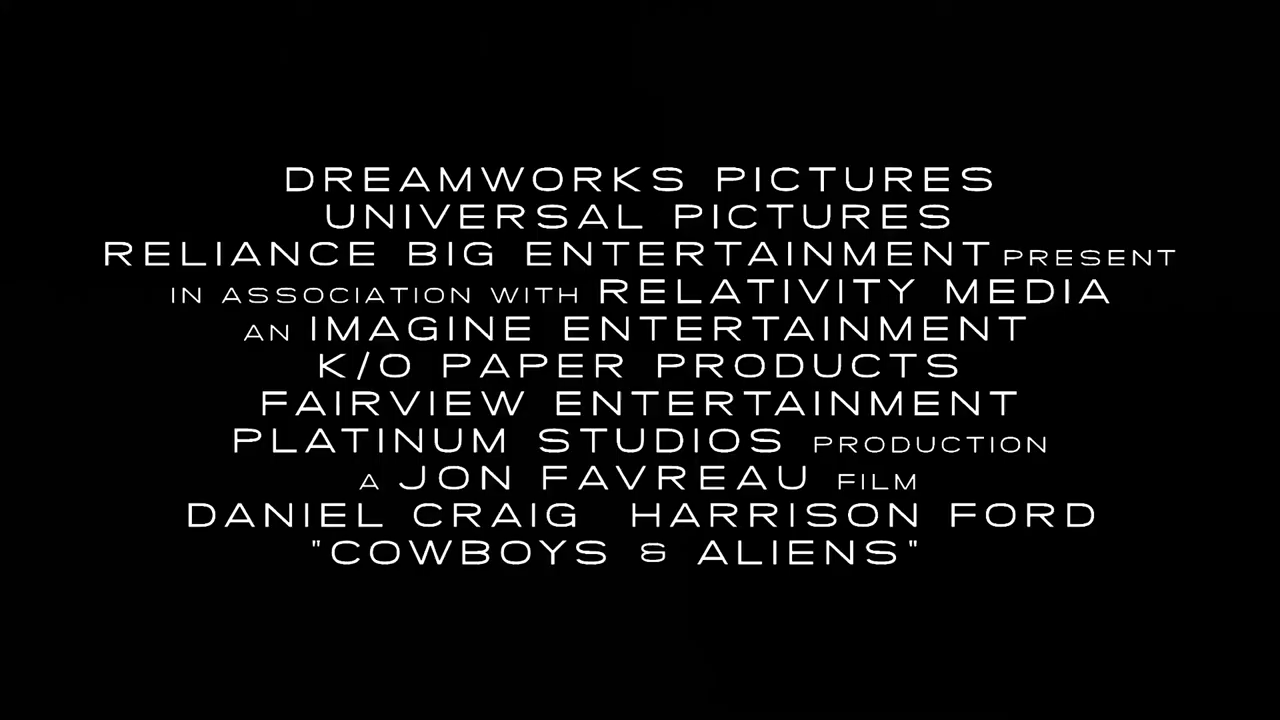 DREAMWORKS PICTURES
UNIVERSAL PICTURES
RELIANCE BIG ENTERTAINMENT PRESENT
IN ASSOCIATION WITH RELATIVITY MEDIA
AN IMAGINE ENTERTAINMENT
K/O PAPER PRODUCTS
FAIRVIEW ENTERTAINMENT
PLATINUM STUDIOS PRODUCTION
A JON FAVREAU FILM
DANIEL CRAIG HARRISON FORD
"COWBOYS & ALIENS"